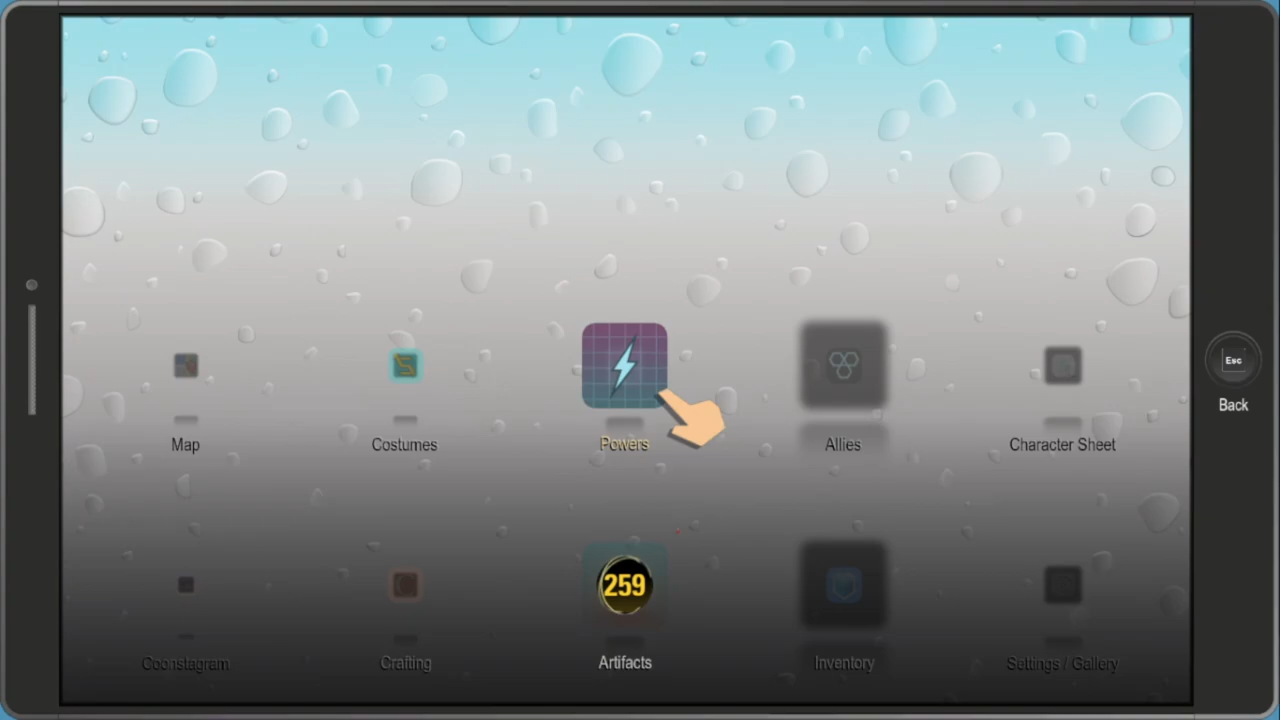 Esc
Back
Map
Costumes
Powers
Allies
Character Sheet
259
Coonstagram
Crafting
Artifacts
Inventory
Settings / Gallery